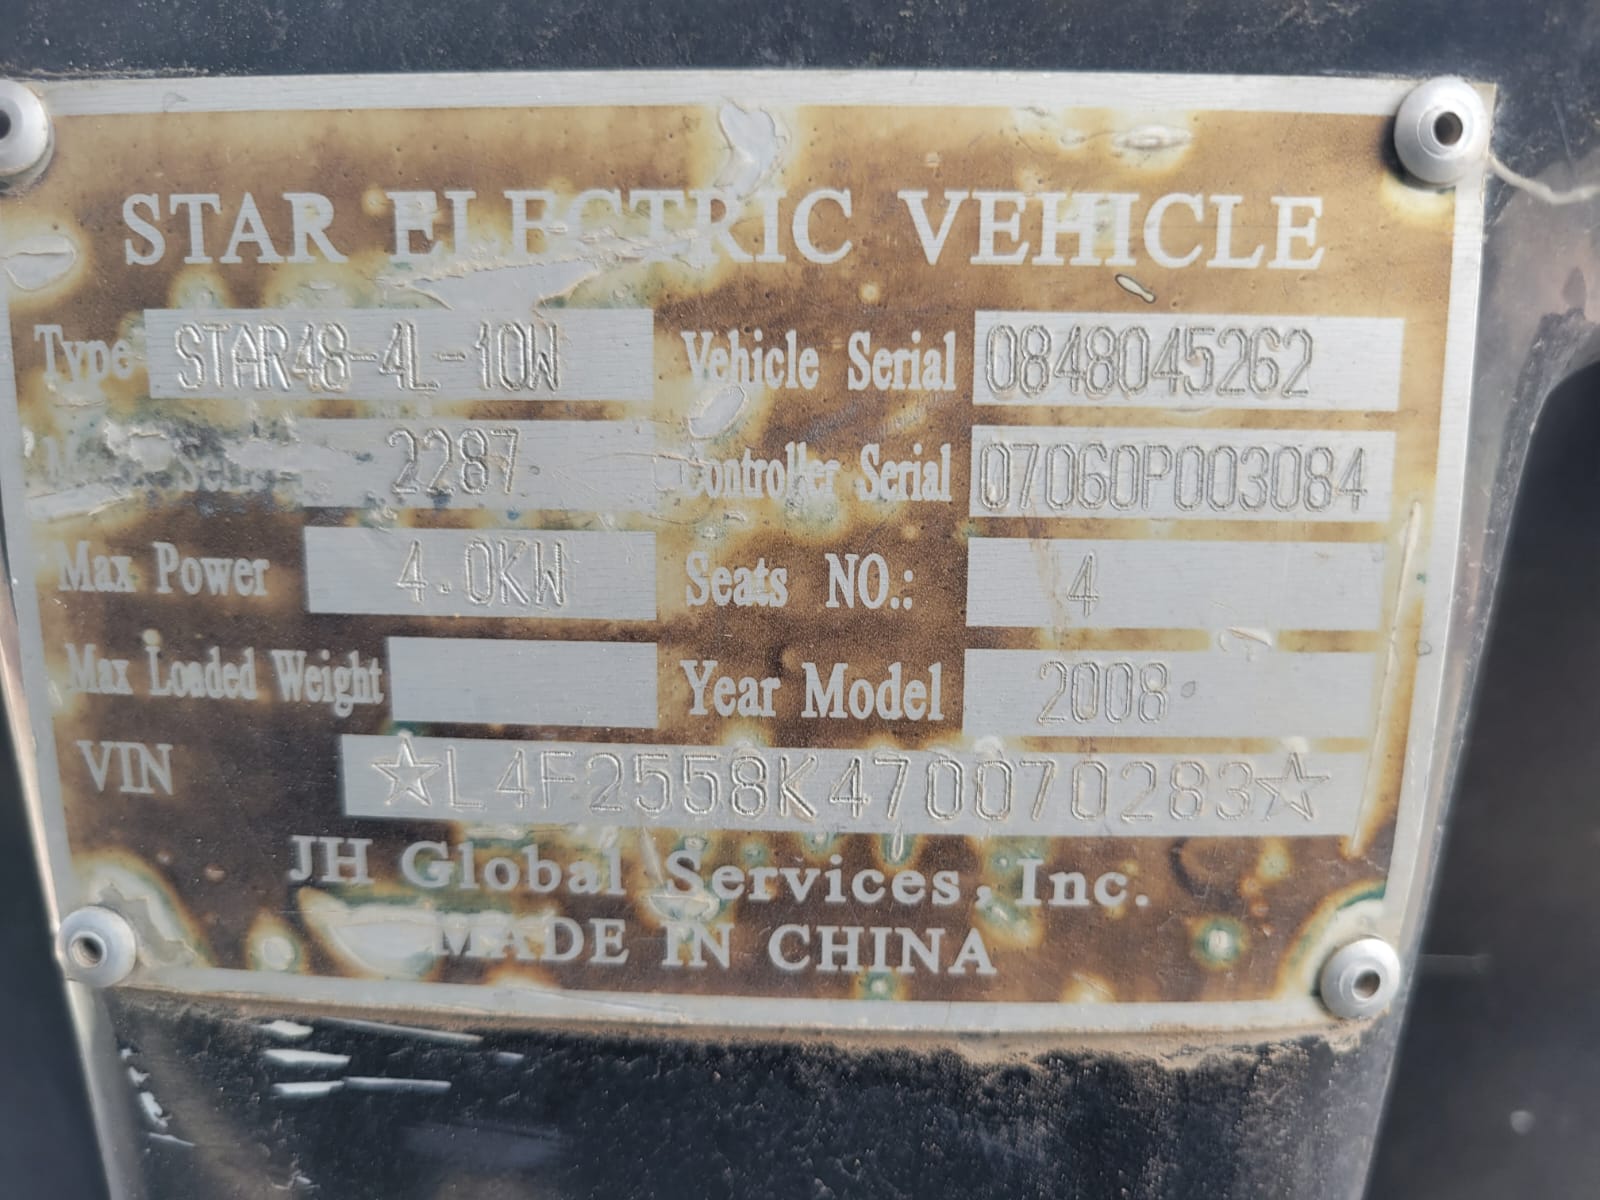 STAR ELECTRIC VEHICLE
Type STAR48-4L-10W Vehicle Serial 0848045262
2287 Controller Serial 07060P003084
Max Power 4.0KW Seats NO.: 4
Max Loaded Weight Year Model 2008
VIN ☆L4F2558K470070283☆
JH Global Services, Inc.
MADE IN CHINA